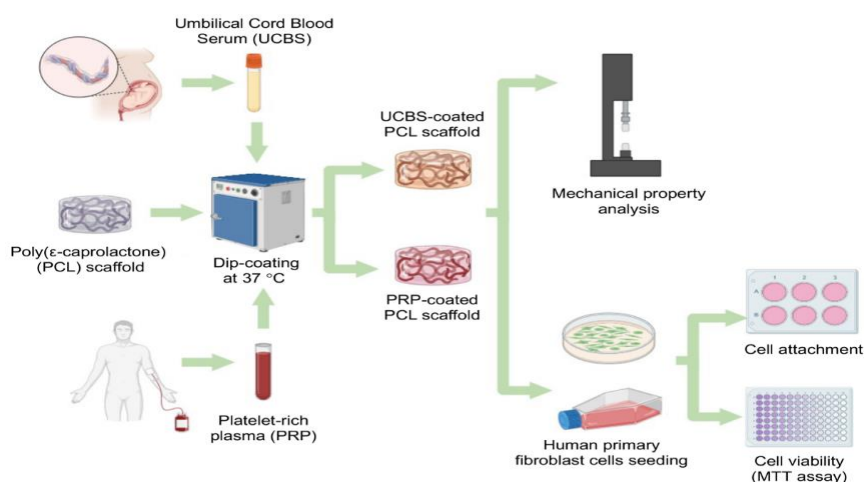 Umbilical Cord Blood
Serum (UCBS)
UCBS-coated
PCL scaffold
Mechanical property
analysis
Poly(ε-caprolactone)
(PCL) scaffold
Dip-coating
at 37 °C
PRP-coated
PCL scaffold
Platelet-rich
plasma (PRP)
Human primary
fibroblast cells seeding
1 2 3
A
B
Cell attachment
Cell viability
(MTT assay)